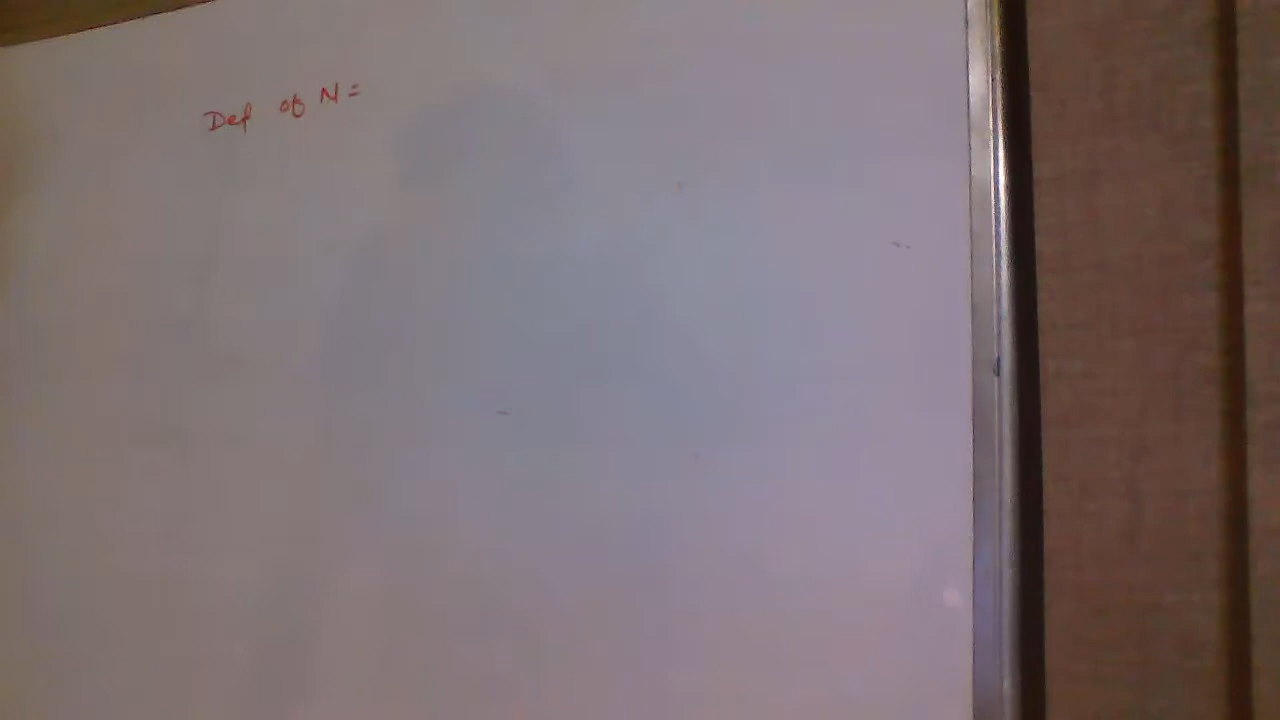 Def of N =